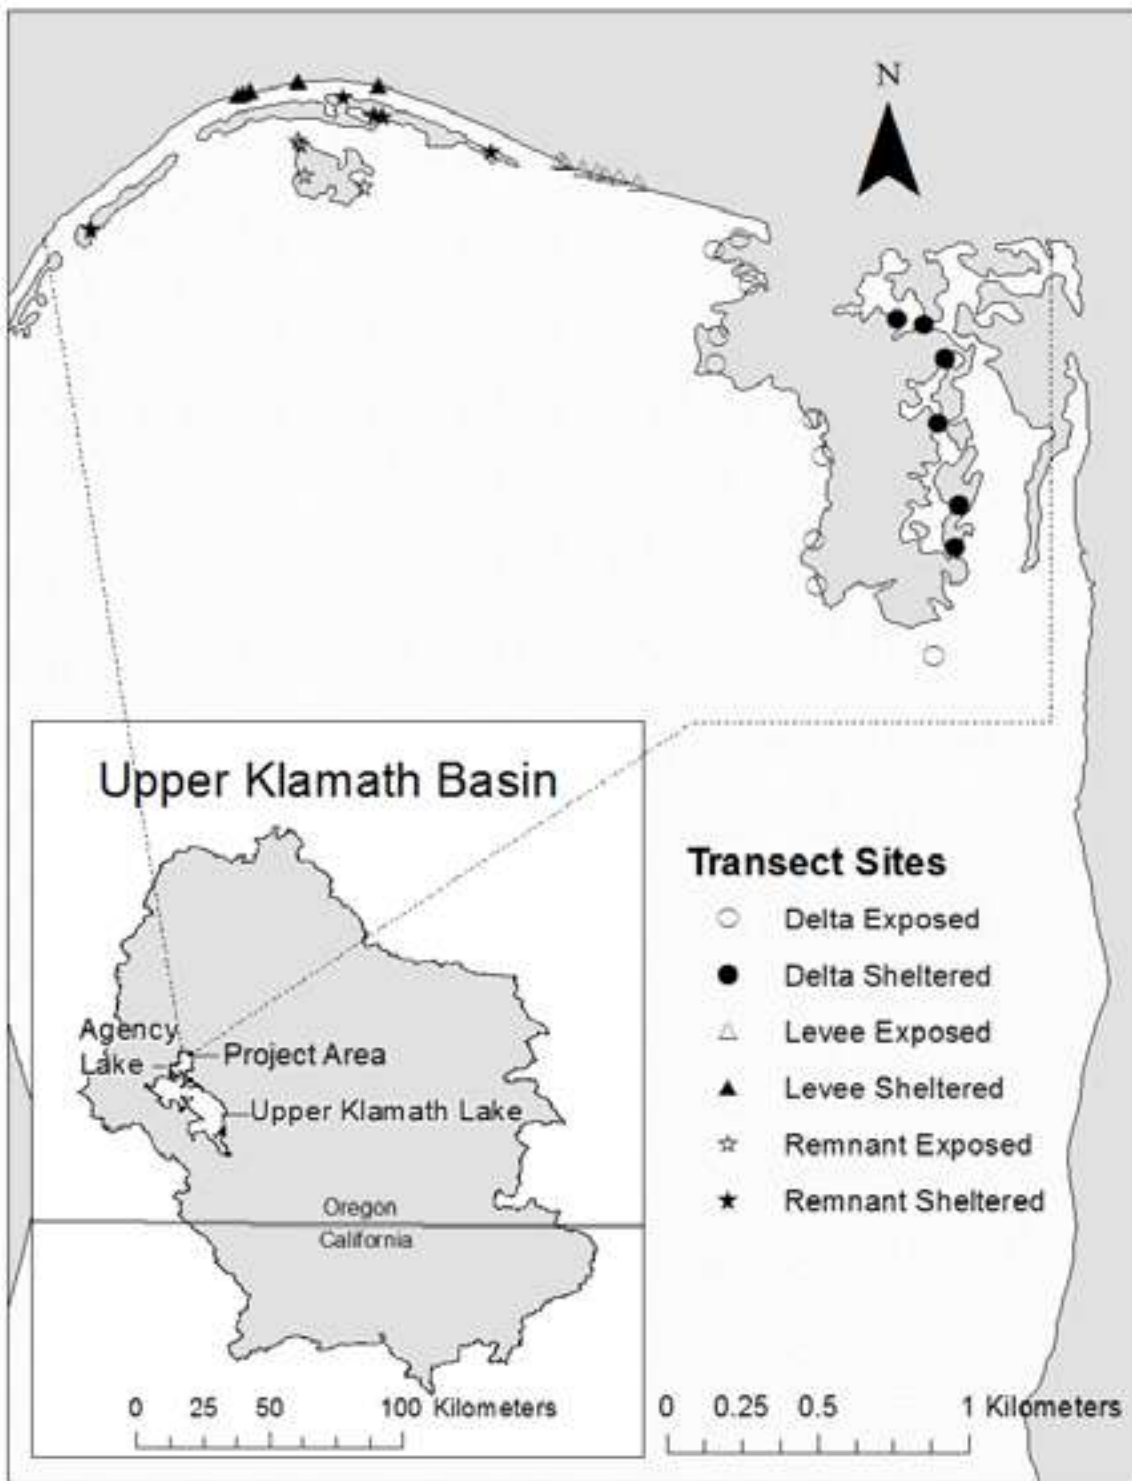 N
Upper Klamath Basin
Agency
Lake
Project Area
Upper Klamath Lake
Oregon
California
0 25 50 100 Kilometers
Transect Sites
Delta Exposed
Delta Sheltered
Levee Exposed
Levee Sheltered
Remnant Exposed
Remnant Sheltered
0 0.25 0.5 1 Kilometers